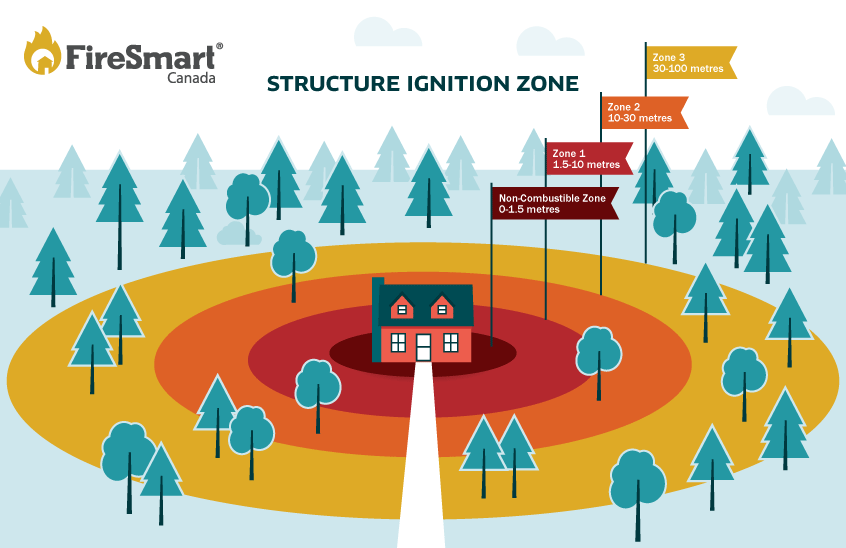 FireSmart®
Canada
STRUCTURE IGNITION ZONE
Zone 3
30-100 metres
Zone 2
10-30 metres
Zone 1
1.5-10 metres
Non-Combustible Zone
0-1.5 metres